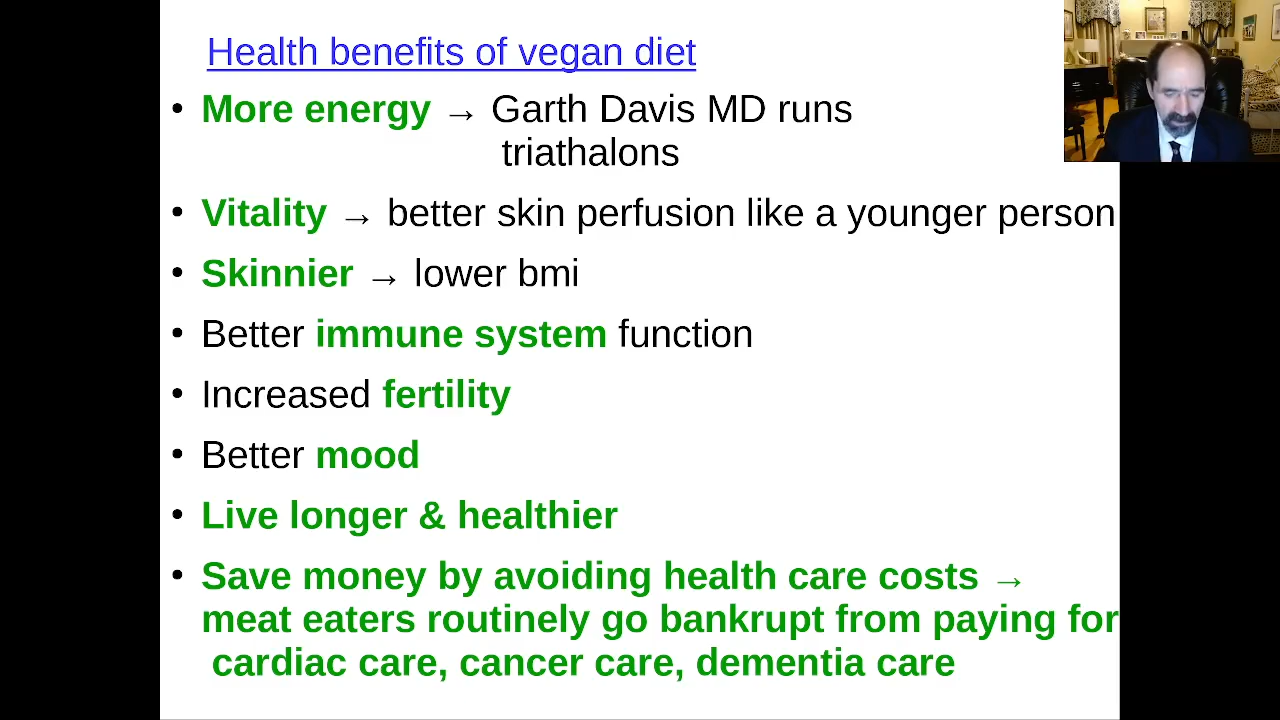 Health benefits of vegan diet
• More energy → Garth Davis MD runs
triathalons
• Vitality → better skin perfusion like a younger person
• Skinnier → lower bmi
• Better immune system function
• Increased fertility
• Better mood
• Live longer & healthier
• Save money by avoiding health care costs →
meat eaters routinely go bankrupt from paying for
cardiac care, cancer care, dementia care